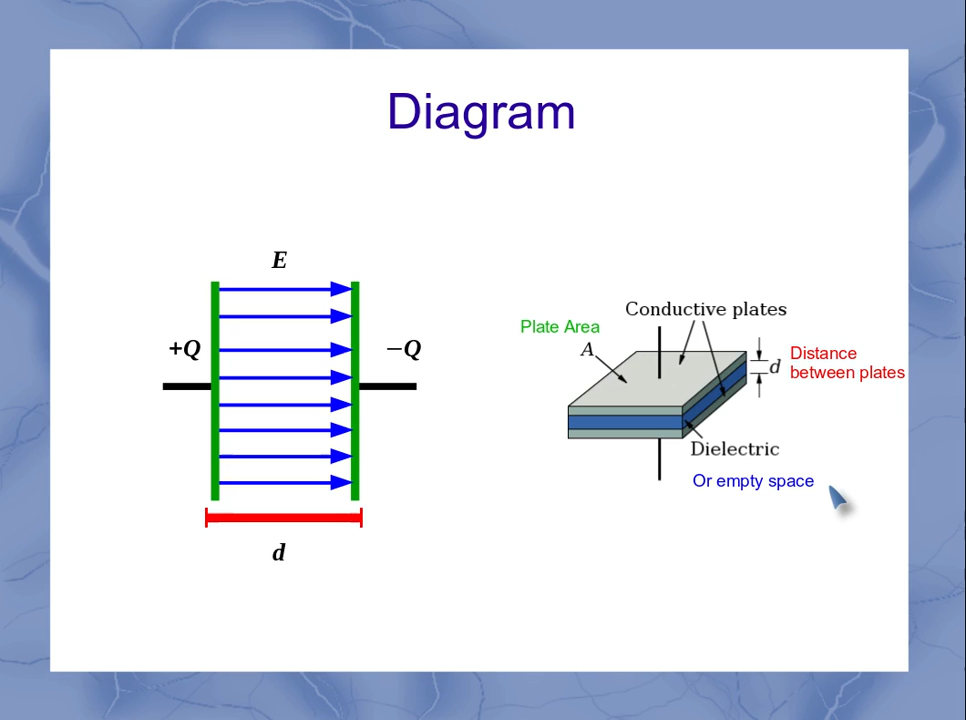 Diagram
E
+Q
−Q
d
Conductive plates
Plate Area
A
d
Distance
between plates
Dielectric
Or empty space